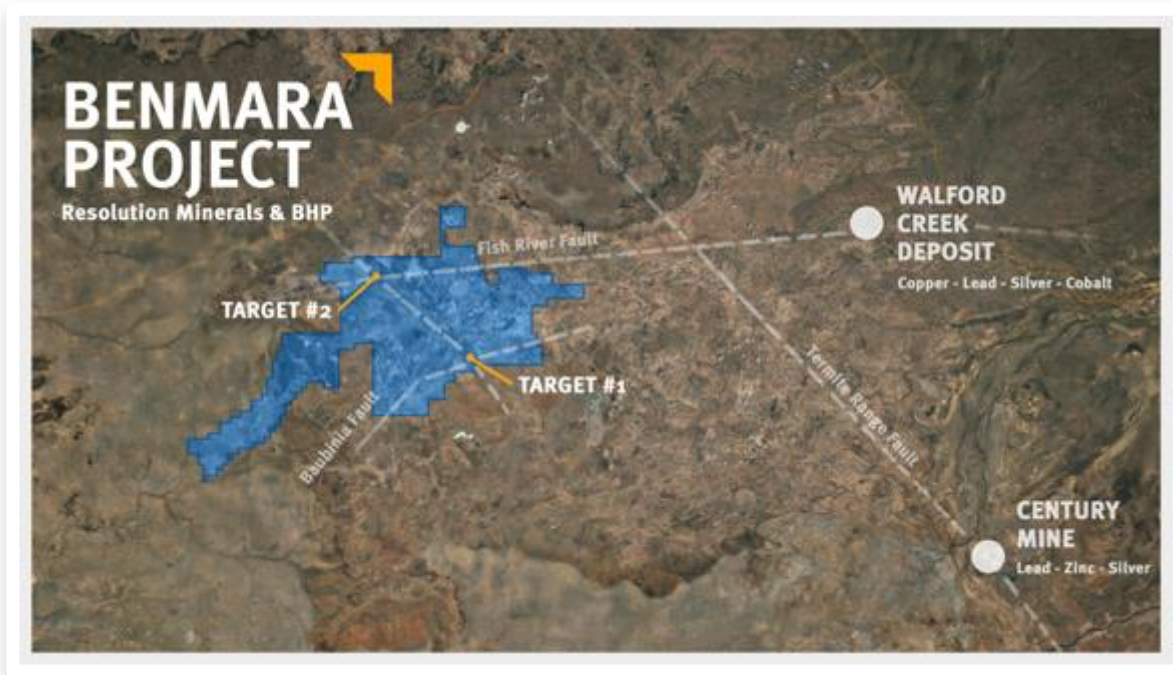 BENMARA
PROJECT
Resolution Minerals & BHP
WALFORD
CREEK
DEPOSIT
Copper - Lead - Silver - Cobalt
Fish River Fault
TARGET #2
TARGET #1
Termite Range Fault
Baubinia Fault
CENTURY
MINE
Lead - Zinc - Silver